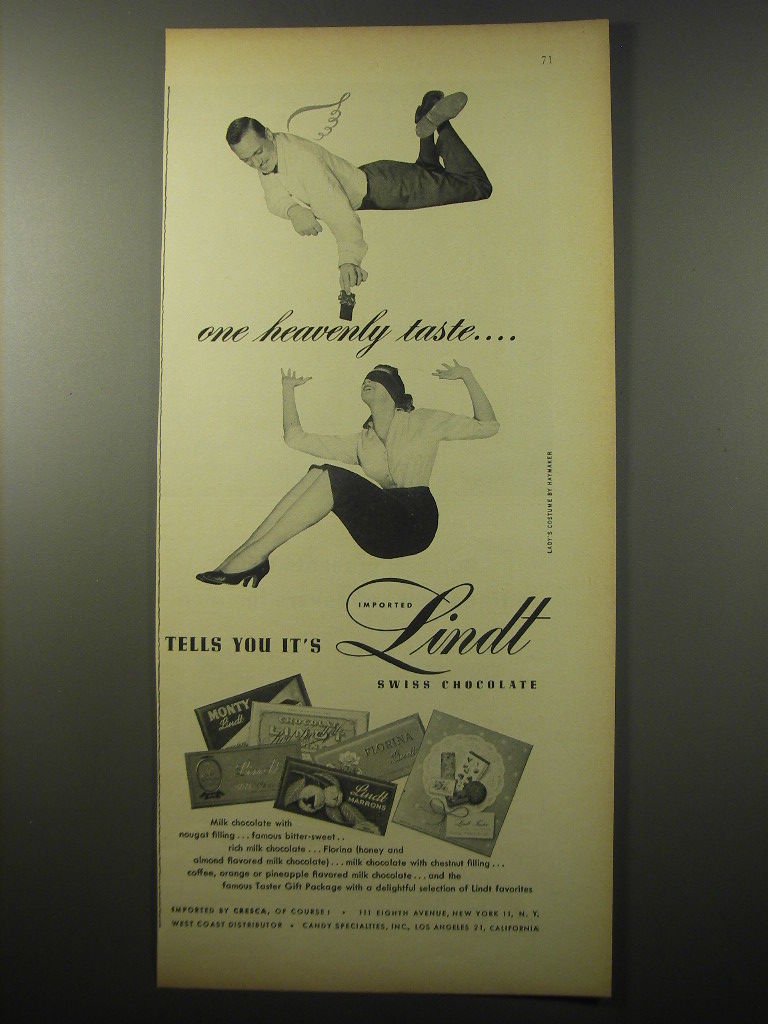 71
one heavenly taste....
LADY'S COSTUME BY HAYMAKER
IMPORTED
TELLS YOU IT'S Lindt
SWISS CHOCOLATE
MONTY
Lindt
CHOCOLAT
FLORINA
Lindt
MARRONS
Milk chocolate with
nougat filling... famous bitter-sweet..
rich milk chocolate... Florina (honey and
almond flavored milk chocolate)... milk chocolate with chestnut filling...
coffee, orange or pineapple flavored milk chocolate... and the
famous Taster Gift Package with a delightful selection of Lindt favorites
IMPORTED BY CRESCA, OF COURSE! • 111 EIGHTH AVENUE, NEW YORK 11, N. Y.
WEST COAST DISTRIBUTOR • CANDY SPECIALTIES, INC., LOS ANGELES 21, CALIFORNIA